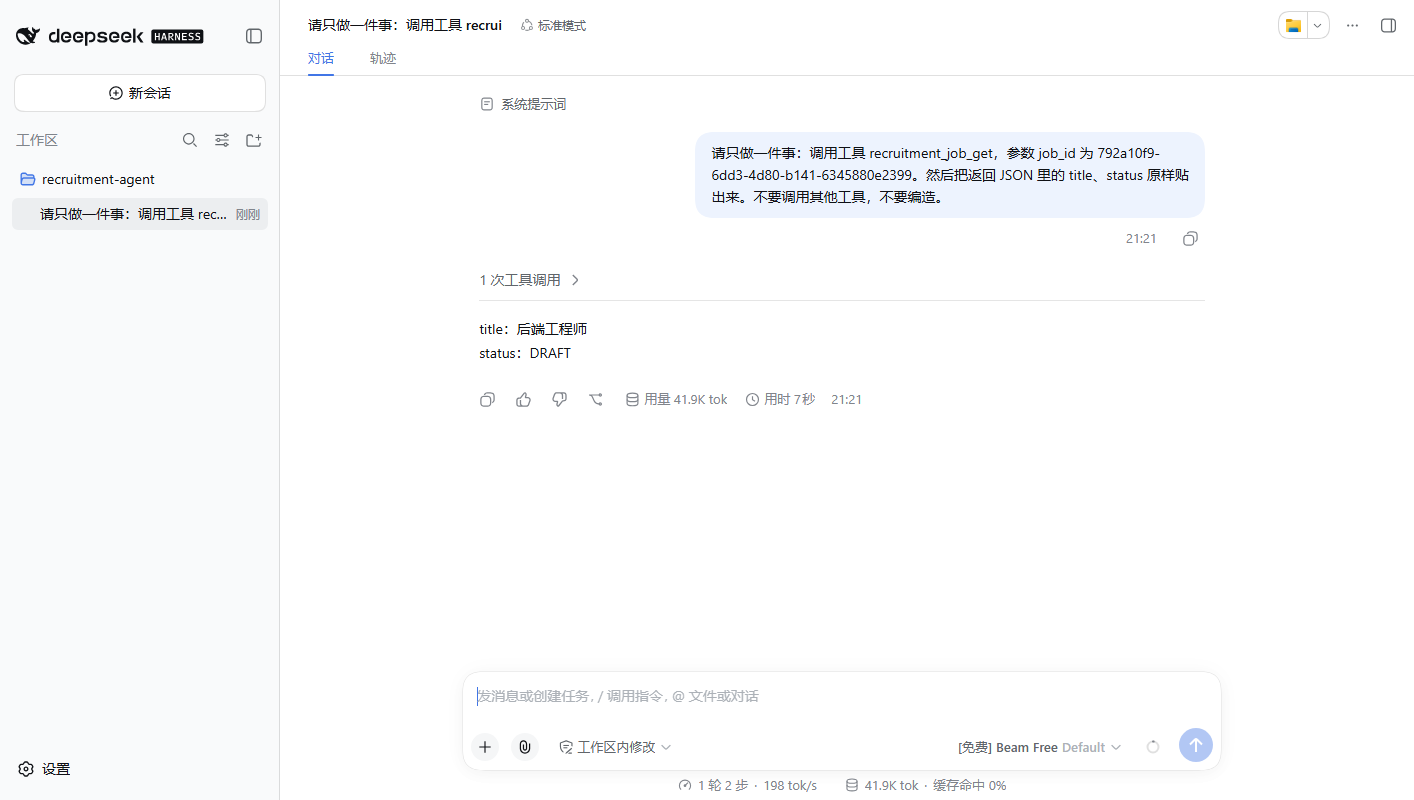 deepseek HARNESS
新会话
工作区
recruitment-agent
请只做一件事：调用工具 rec... 刚刚
设置
请只做一件事：调用工具 recrui 标准模式
对话 轨迹
系统提示词
请只做一件事：调用工具 recruitment_job_get，参数 job_id 为 792a10f9-
6dd3-4d80-b141-6345880e2399。然后把返回 JSON 里的 title、status 原样贴
出来。不要调用其他工具，不要编造。
21:21
1 次工具调用
title：后端工程师
status：DRAFT
用量 41.9K tok 用时 7秒 21:21
发消息或创建任务, / 调用指令, @ 文件或对话
工作区内修改 [免费] Beam Free Default
1 轮 2 步 · 198 tok/s 41.9K tok · 缓存命中 0%